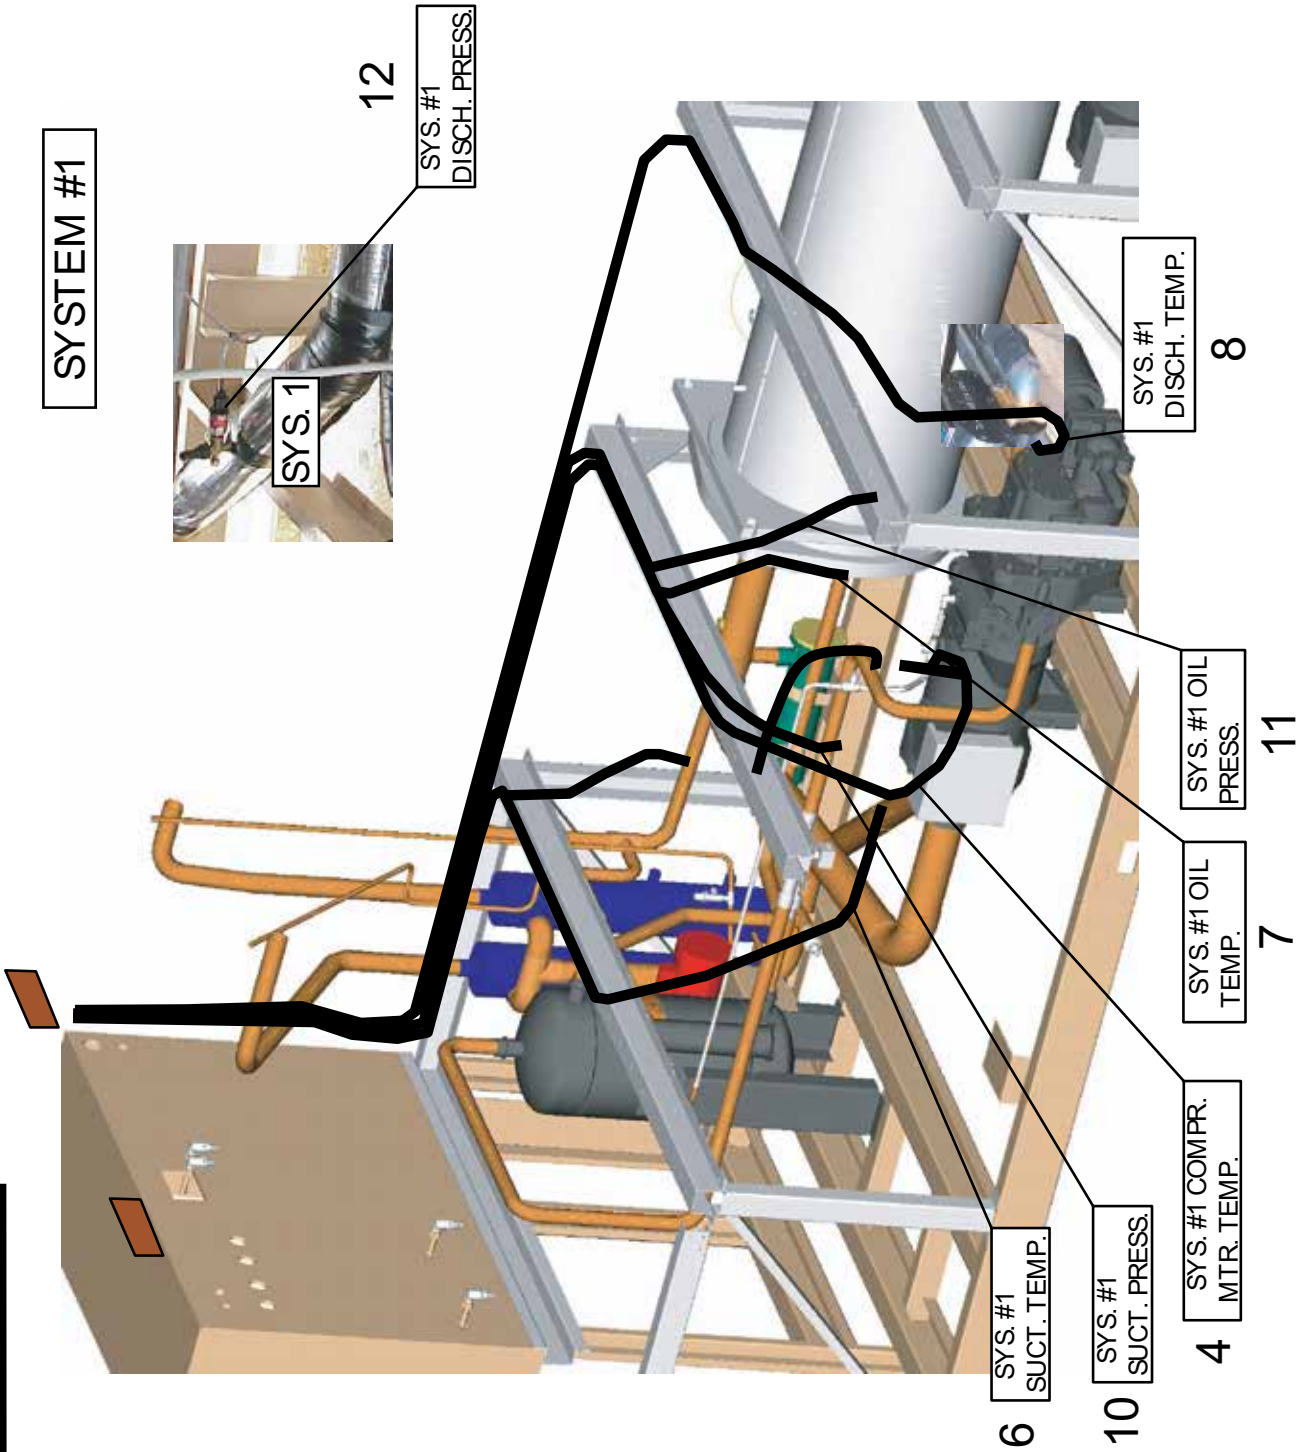 SYSTEM #1
12
SYS. #1
DISCH. PRESS.
SYS. 1
SYS. #1
DISCH. TEMP.
8
SYS. #1 OIL
PRESS.
11
SYS. #1 OIL
TEMP.
7
SYS. #1 COMPR.
MTR. TEMP.
4
SYS. #1
SUCT. PRESS.
10
SYS. #1
SUCT. TEMP.
6